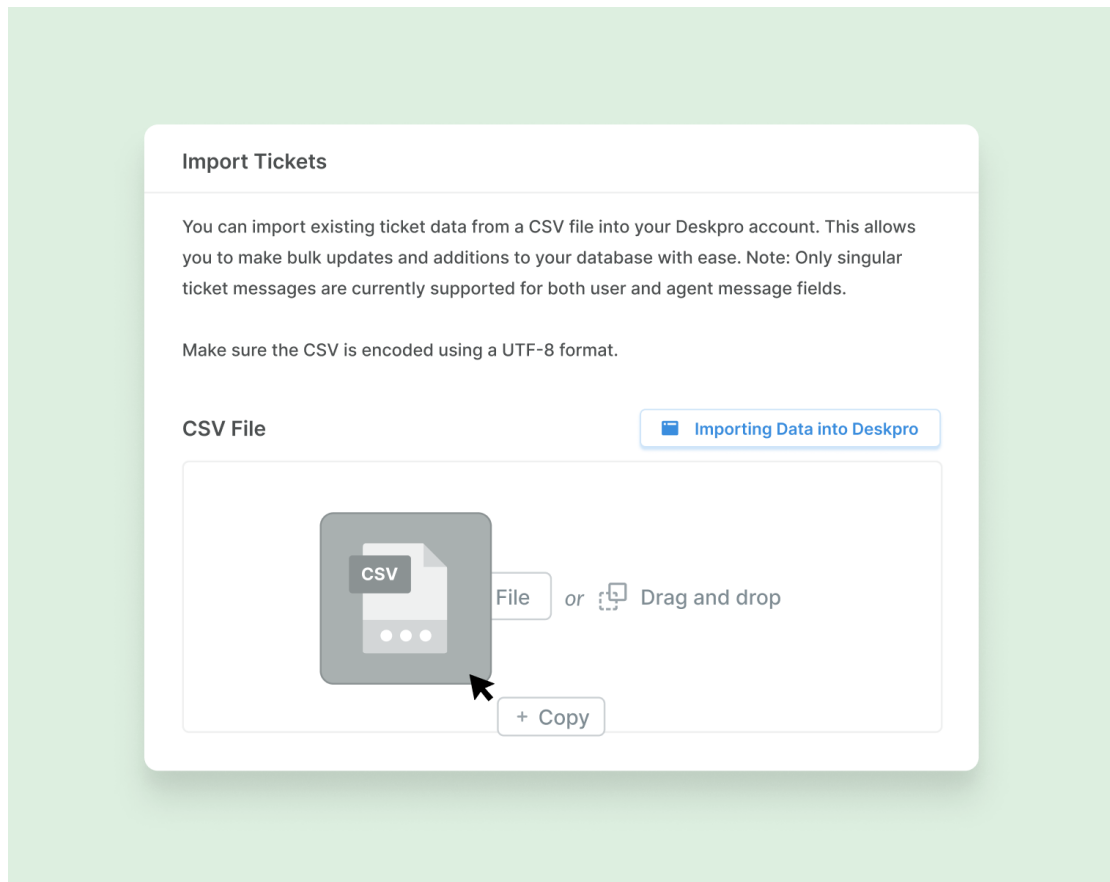 Import Tickets
You can import existing ticket data from a CSV file into your Deskpro account. This allows
you to make bulk updates and additions to your database with ease. Note: Only singular
ticket messages are currently supported for both user and agent message fields.
Make sure the CSV is encoded using a UTF-8 format.
CSV File
Importing Data into Deskpro
CSV
File or Drag and drop
+ Copy